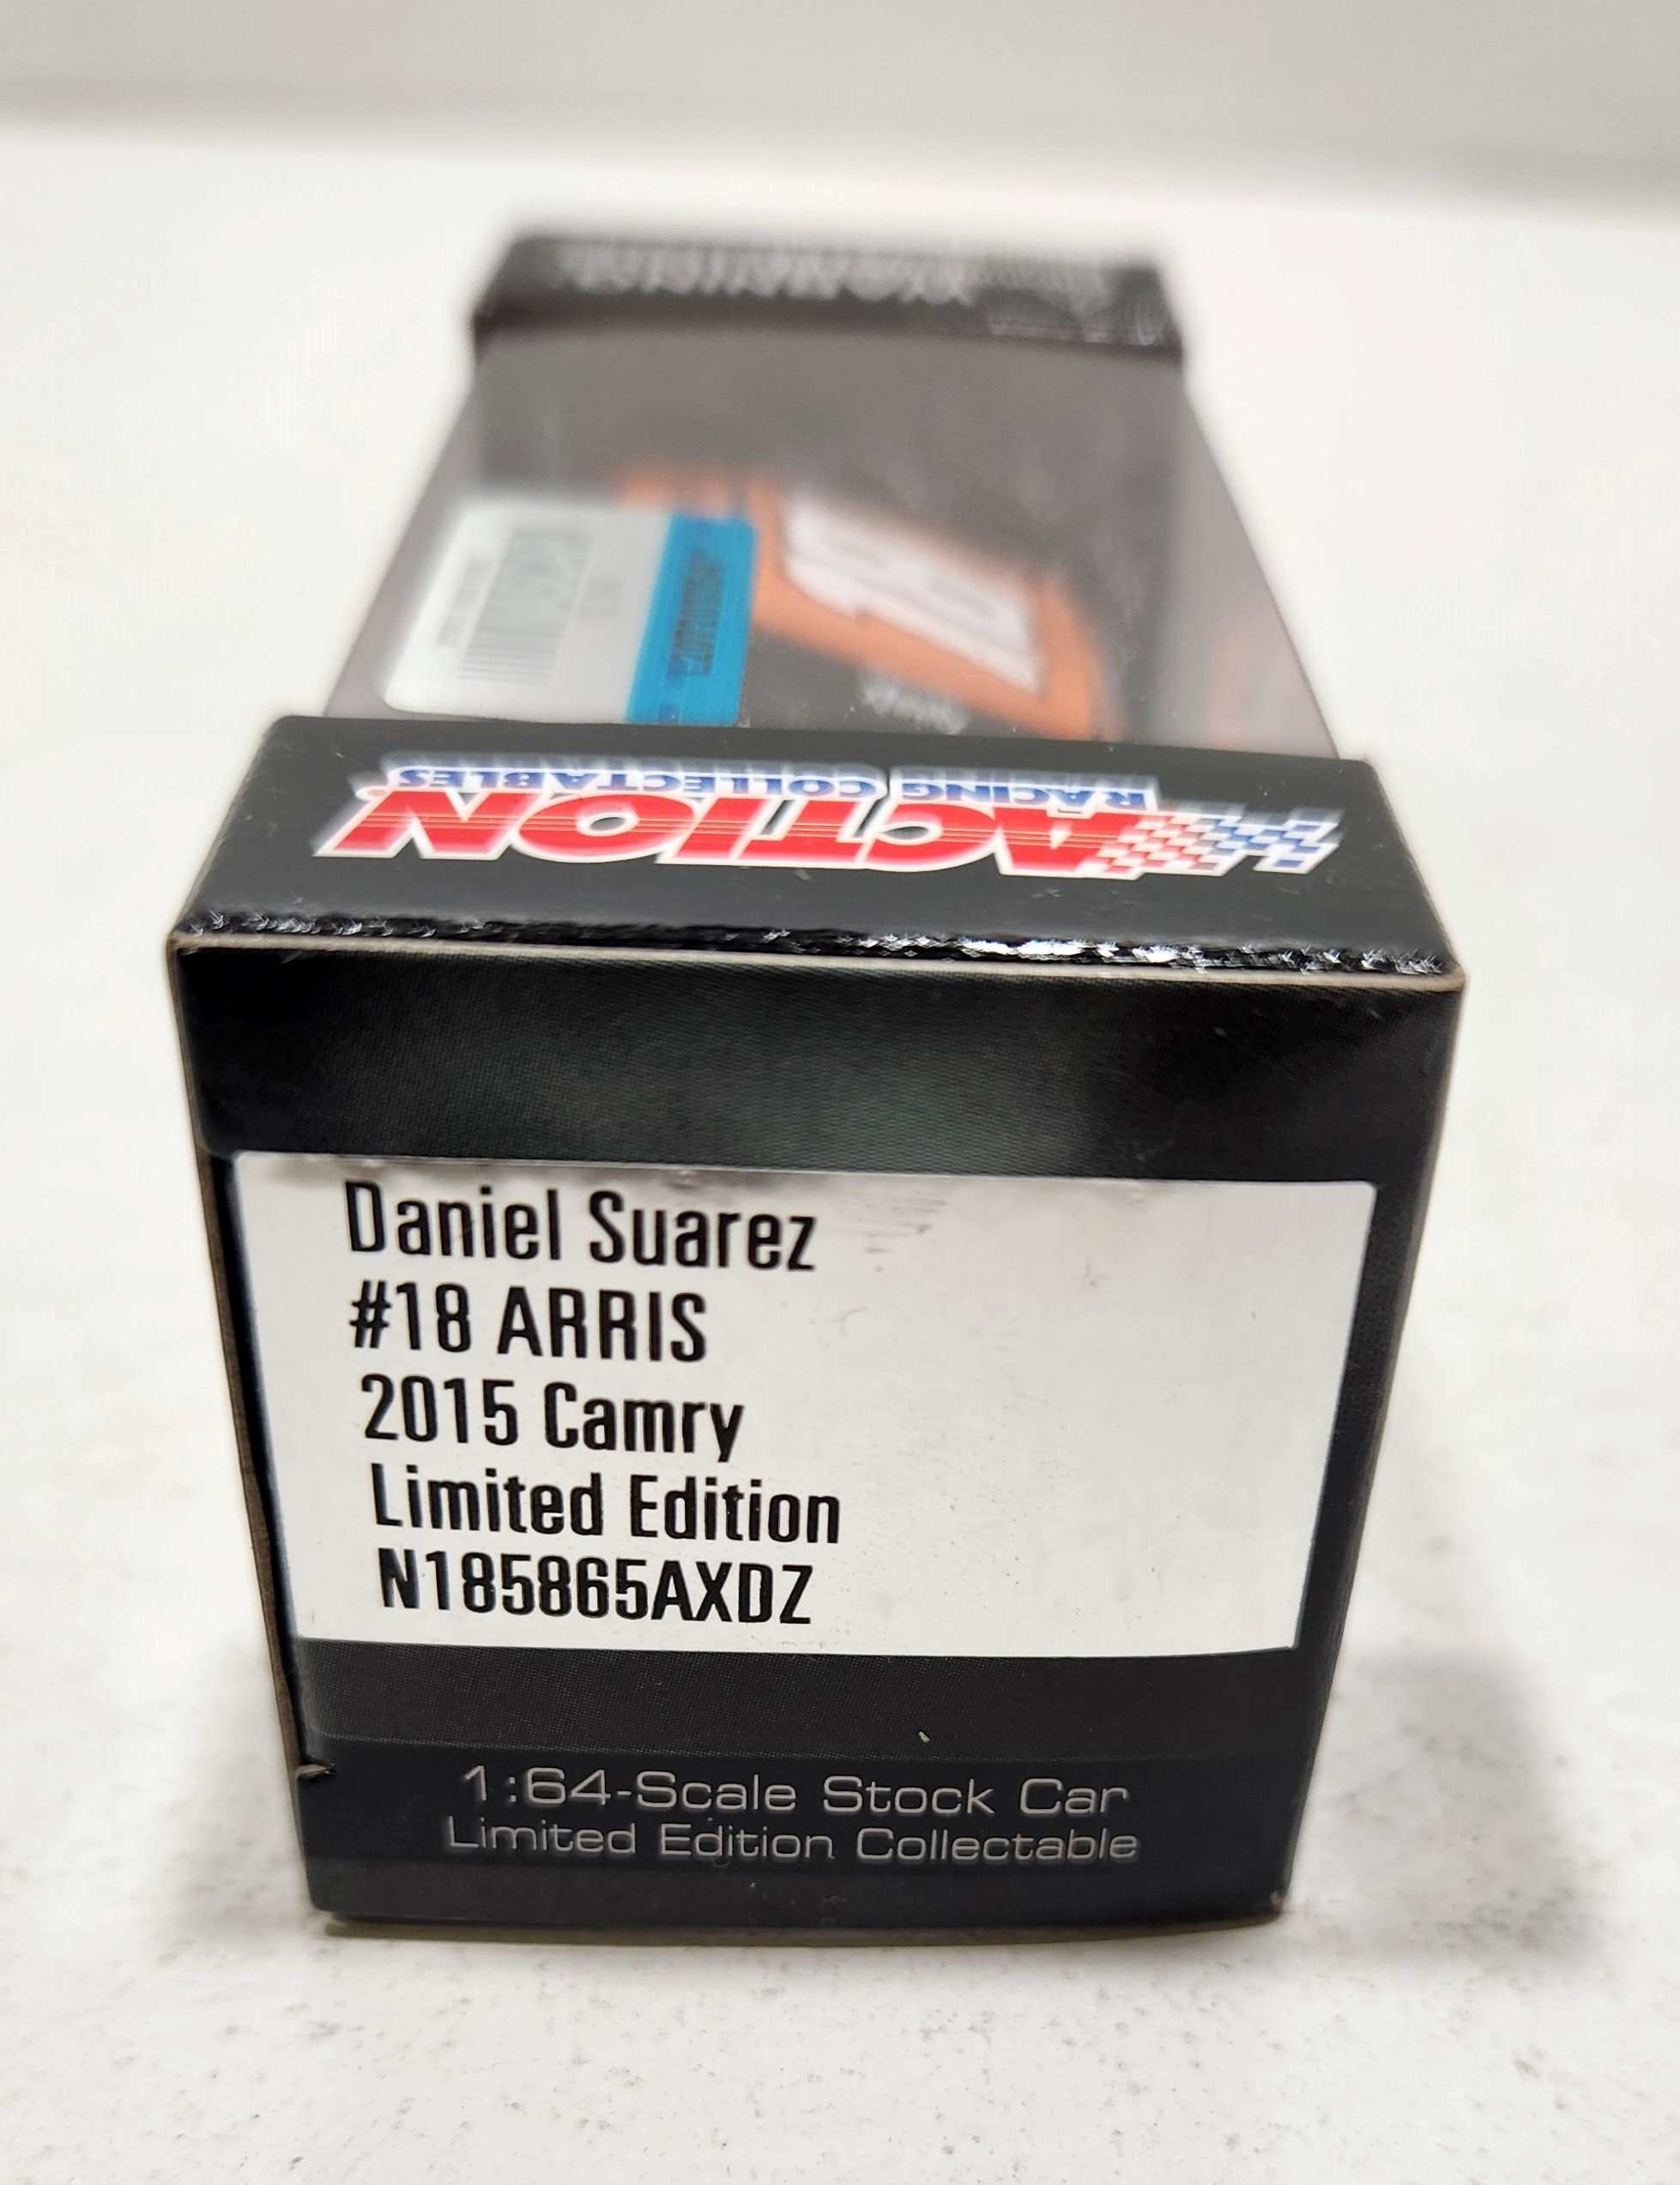 ACTION
RACING COLLECTABLES
Daniel Suarez
#18 ARRIS
2015 Camry
Limited Edition
N185865AXDZ
1:64-Scale Stock Car
Limited Edition Collectable